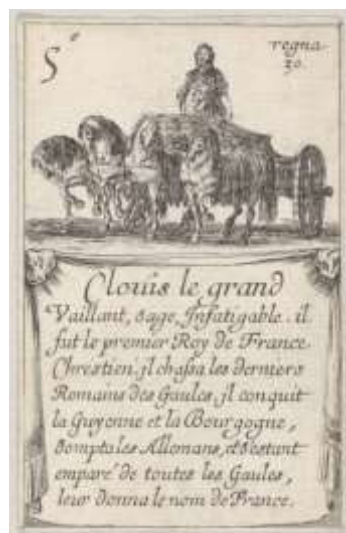 S.e
regna
30.
Clouis le grand
Vaillant, sage, Infatigable. il
fut le premier Roy de France
Chrestien. jl chassa les derniers
Romains des Gaules, jl conquit
la Guyenne et la Bourgogne,
dompta les Allemans, et s'estant
emparé de toutes les Gaules,
leur donna le nom de France.